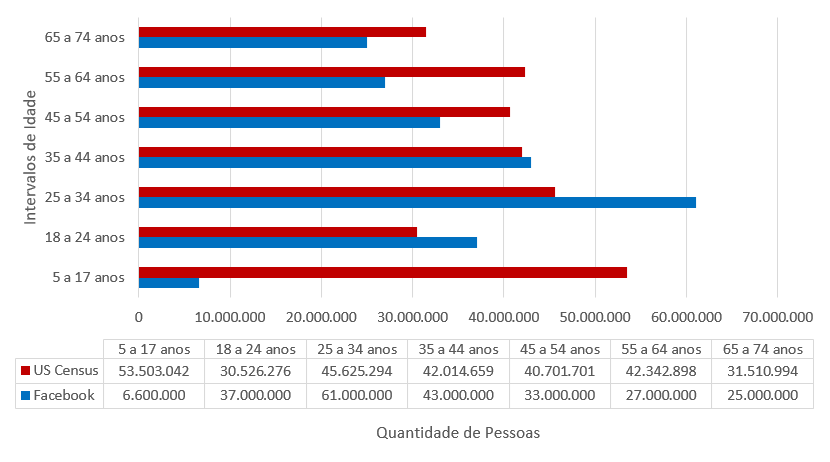 Intervalos de Idade
65 a 74 anos
55 a 64 anos
45 a 54 anos
35 a 44 anos
25 a 34 anos
18 a 24 anos
5 a 17 anos
0 10.000.000 20.000.000 30.000.000 40.000.000 50.000.000 60.000.000 70.000.000
5 a 17 anos 18 a 24 anos 25 a 34 anos 35 a 44 anos 45 a 54 anos 55 a 64 anos 65 a 74 anos
US Census 53.503.042 30.526.276 45.625.294 42.014.659 40.701.701 42.342.898 31.510.994
Facebook 6.600.000 37.000.000 61.000.000 43.000.000 33.000.000 27.000.000 25.000.000
Quantidade de Pessoas